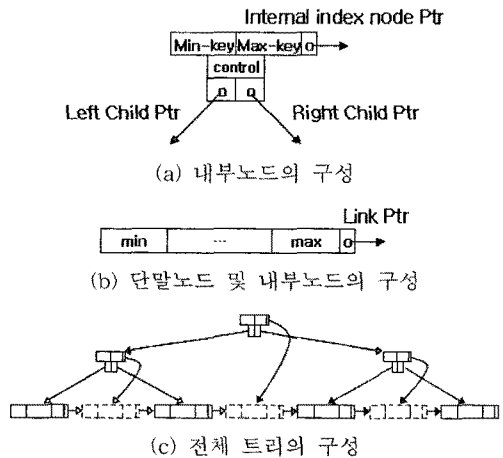 Internal index node Ptr
Min-key Max-key o
control
o o
Left Child Ptr Right Child Ptr
(a) 내부노드의 구성
Link Ptr
min ... max o
(b) 단말노드 및 내부노드의 구성
(c) 전체 트리의 구성